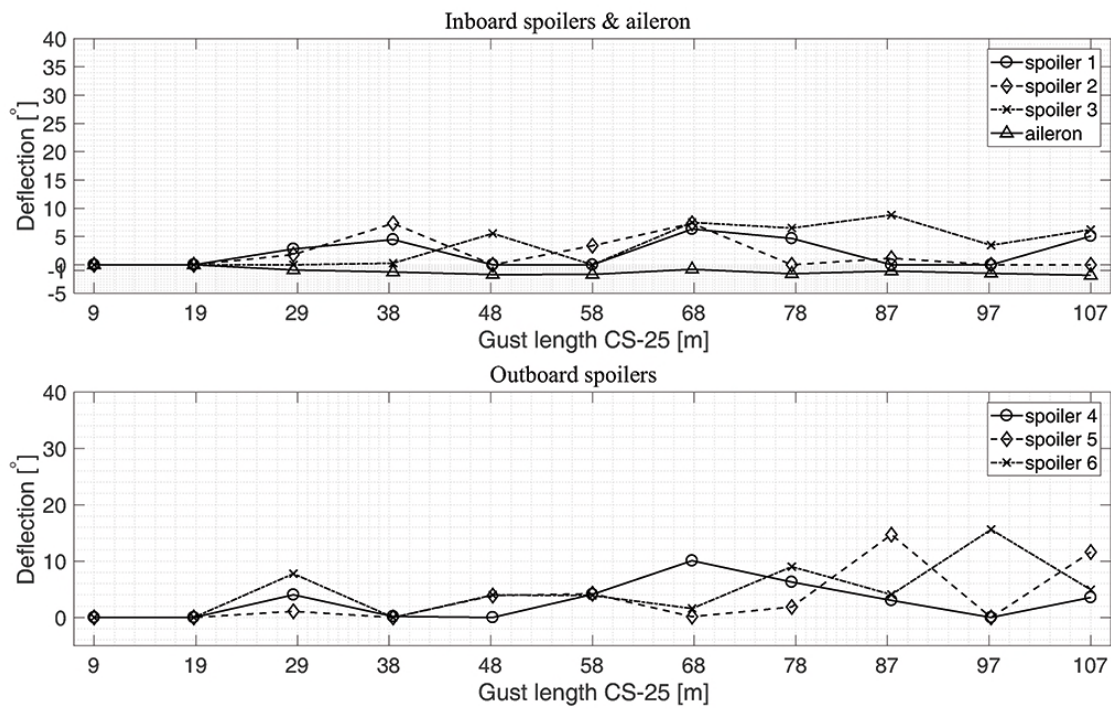 Inboard spoilers & aileron
40
35
30
25
20
15
10
5
0
-1
-5
Deflection [°]
spoiler 1
spoiler 2
spoiler 3
aileron
9 19 29 38 48 58 68 78 87 97 107
Gust length CS-25 [m]
Outboard spoilers
40
30
20
10
0
Deflection [°]
spoiler 4
spoiler 5
spoiler 6
9 19 29 38 48 58 68 78 87 97 107
Gust length CS-25 [m]